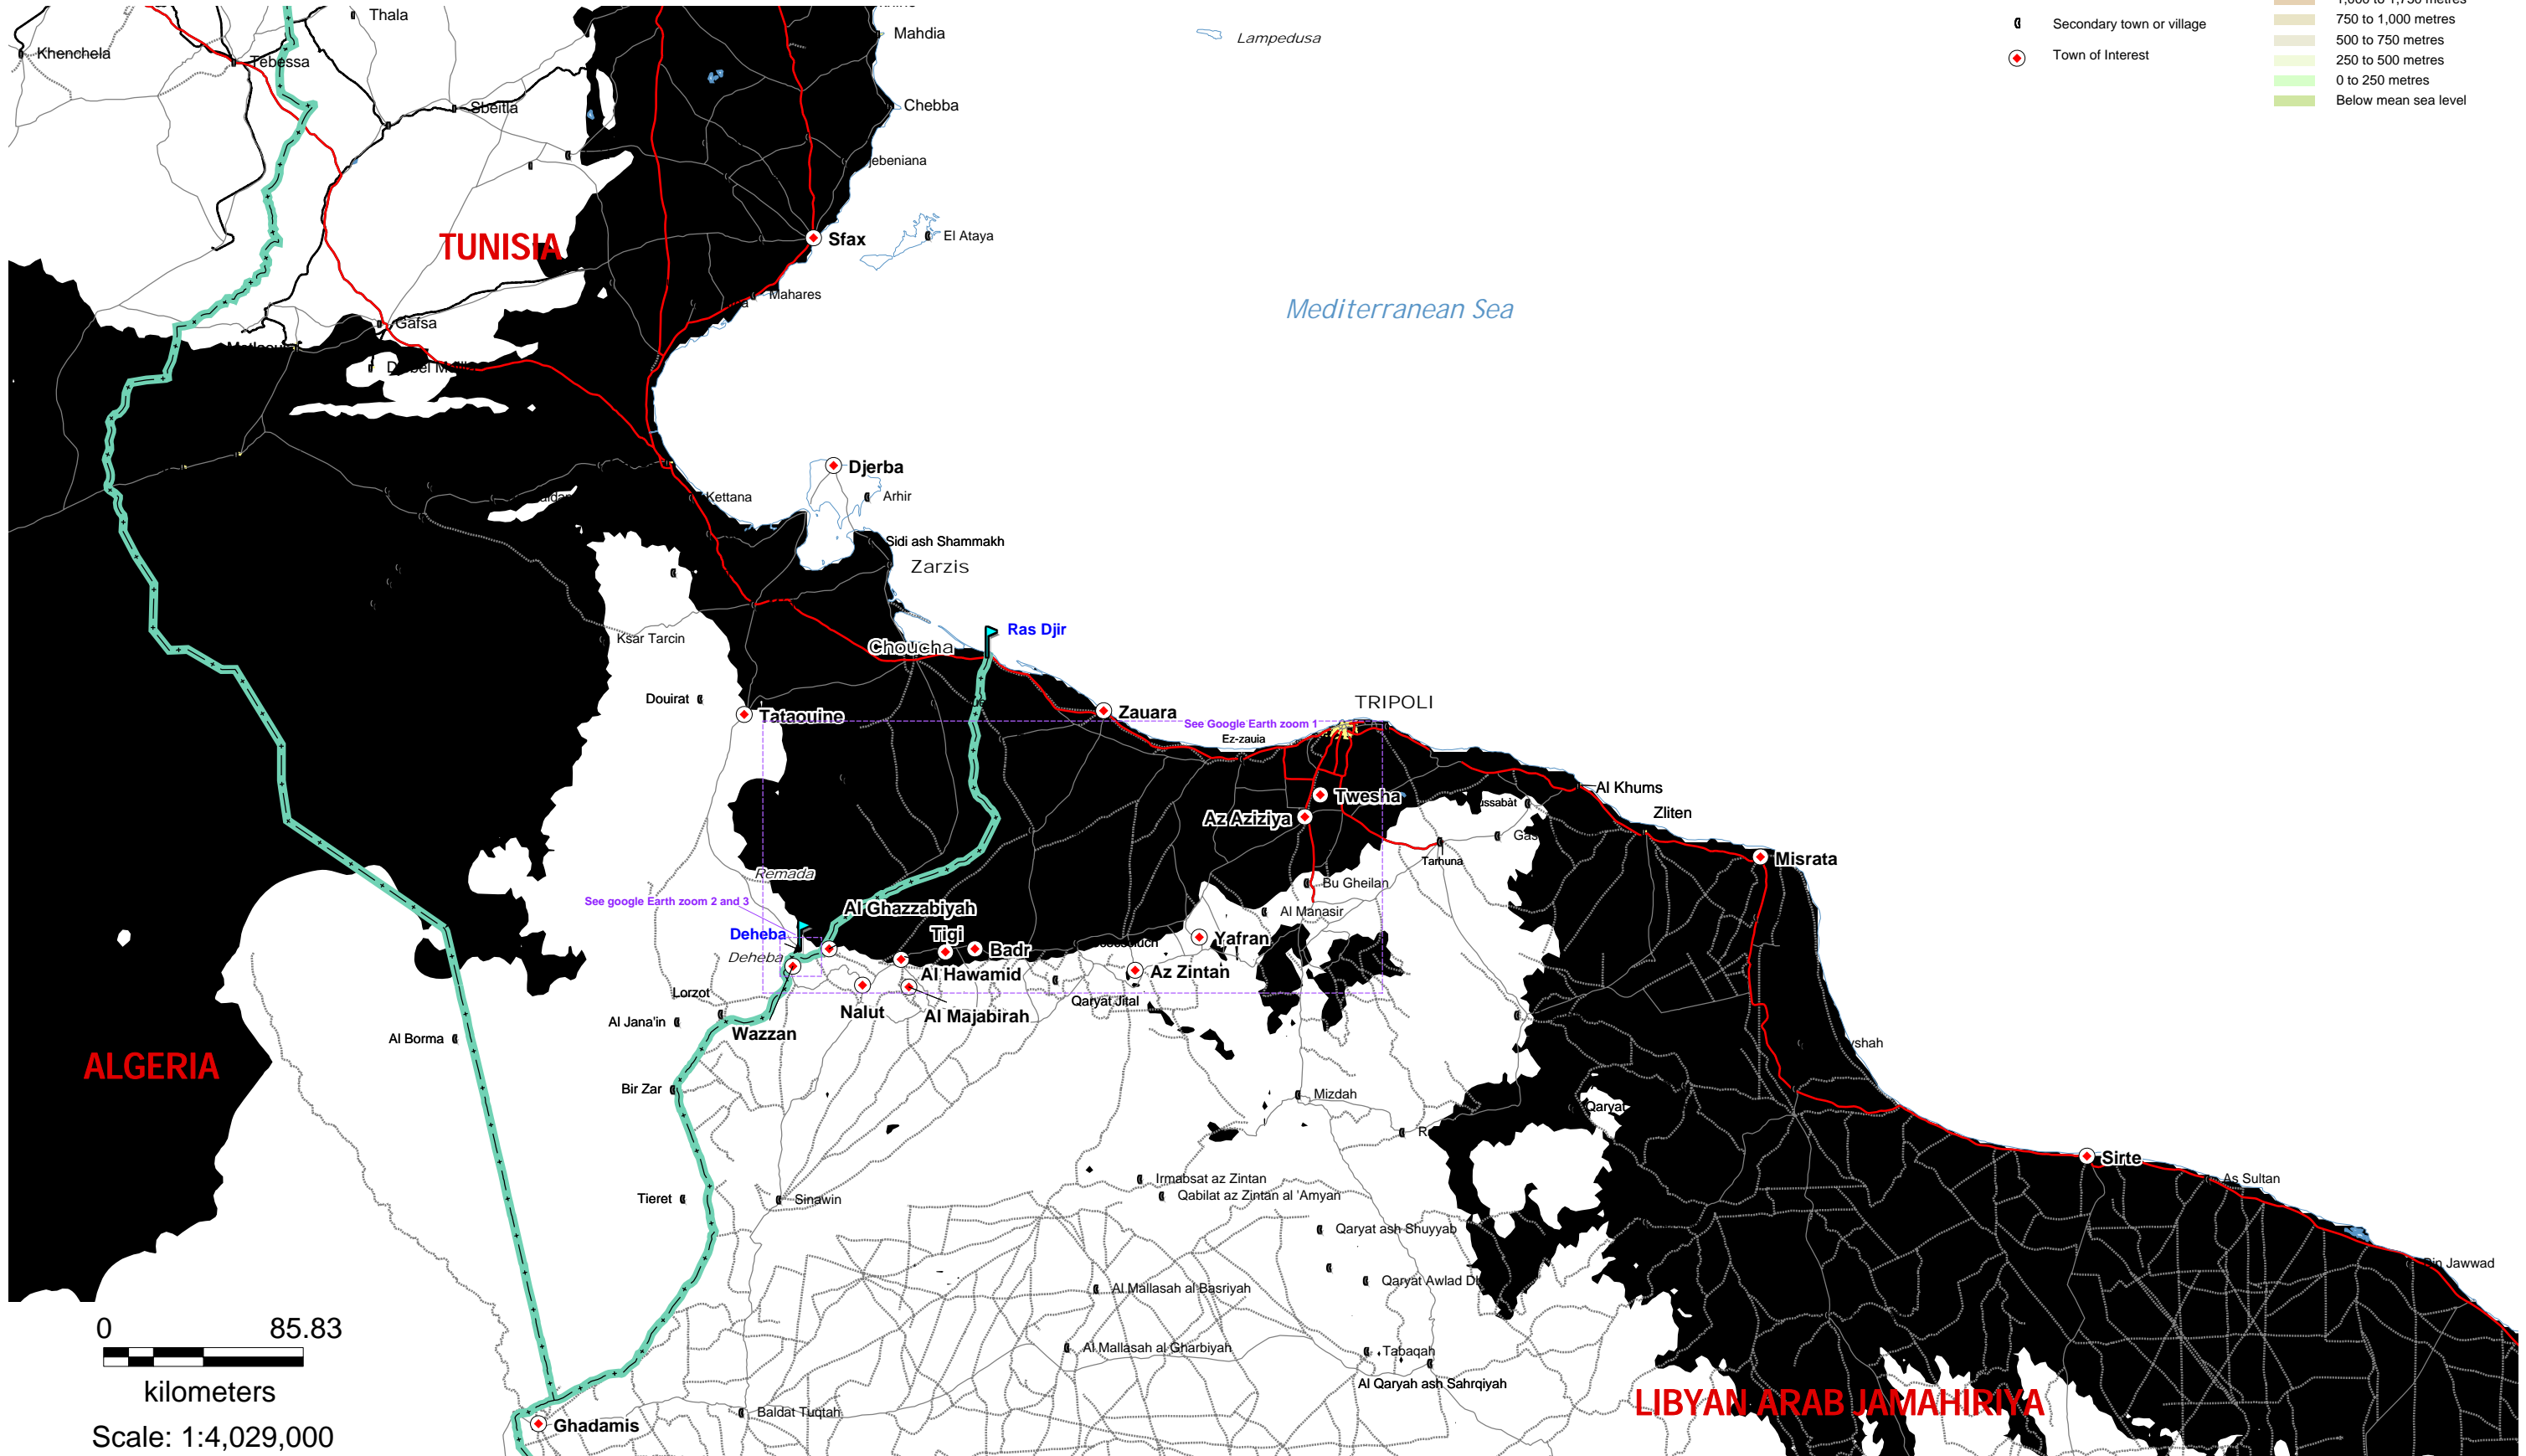 Thala
Mahdia
Lampedusa
Secondary town or village
750 to 1,000 metres
Khenchela
Tebessa
500 to 750 metres
Town of Interest
250 to 500 metres
0 to 250 metres
Below mean sea level
Sbeitla
Chebba
TUNISIA
Sfax
El Ataya
Mahares
Mediterranean Sea
Gafsa
Djerba
Kettana
Arhir
Sidi ash Shammakh
Zarzis
Ras Djir
Ksar Tarcin
Choucha
Douirat
Tataouine
Zauara
TRIPOLI
See Google Earth zoom 1
Ez-zauia
Twesha
Al Khums
Az Aziziya
Zliten
Tarhuna
Misrata
Remada
Bu Gheilan
See google Earth zoom 2 and 3
Al Ghazzabiyah
Al Manasir
Deheba
Tigi
Badr
Yafran
Deheba
Al Hawamid
Az Zintan
Lorzot
Qaryat Jital
Al Jana'in
Wazzan
Nalut
Al Majabirah
Al Borma
ALGERIA
Bir Zar
Mizdah
Qaryat
Sirte
Tieret
Sinawin
Irmabsat az Zintan
Qabilat az Zintan al 'Amyan
As Sultan
Qaryat ash Shuyyab
Bin Jawwad
Al Mallasah al Basriyah
Qaryat Awlad
0 85.83
Al Mallasah al Gharbiyah
Tabaqah
kilometers
Al Qaryah ash Sahrqiyah
LIBYAN ARAB JAMAHIRIYA
Baldat Tuqtah
Ghadamis
Scale: 1:4,029,000